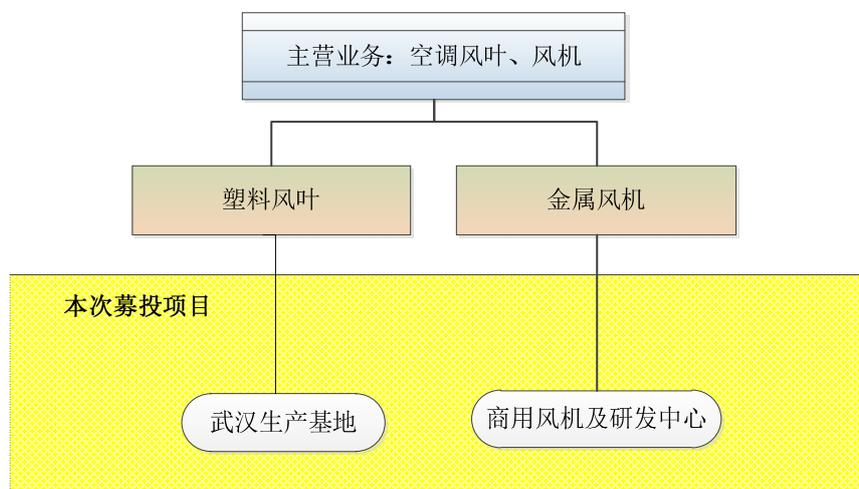 主营业务：空调风叶、风机
塑料风叶
金属风机
本次募投项目
武汉生产基地
商用风机及研发中心